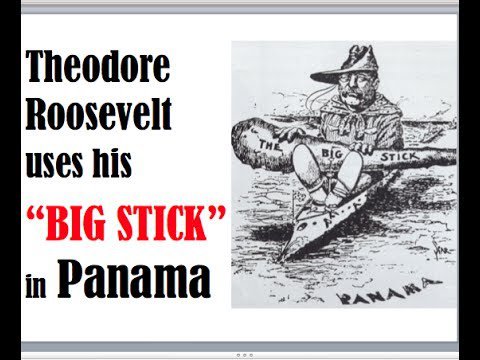 Theodore
Roosevelt
uses his
“BIG STICK”
in Panama
THE BIG STICK
PANAMA